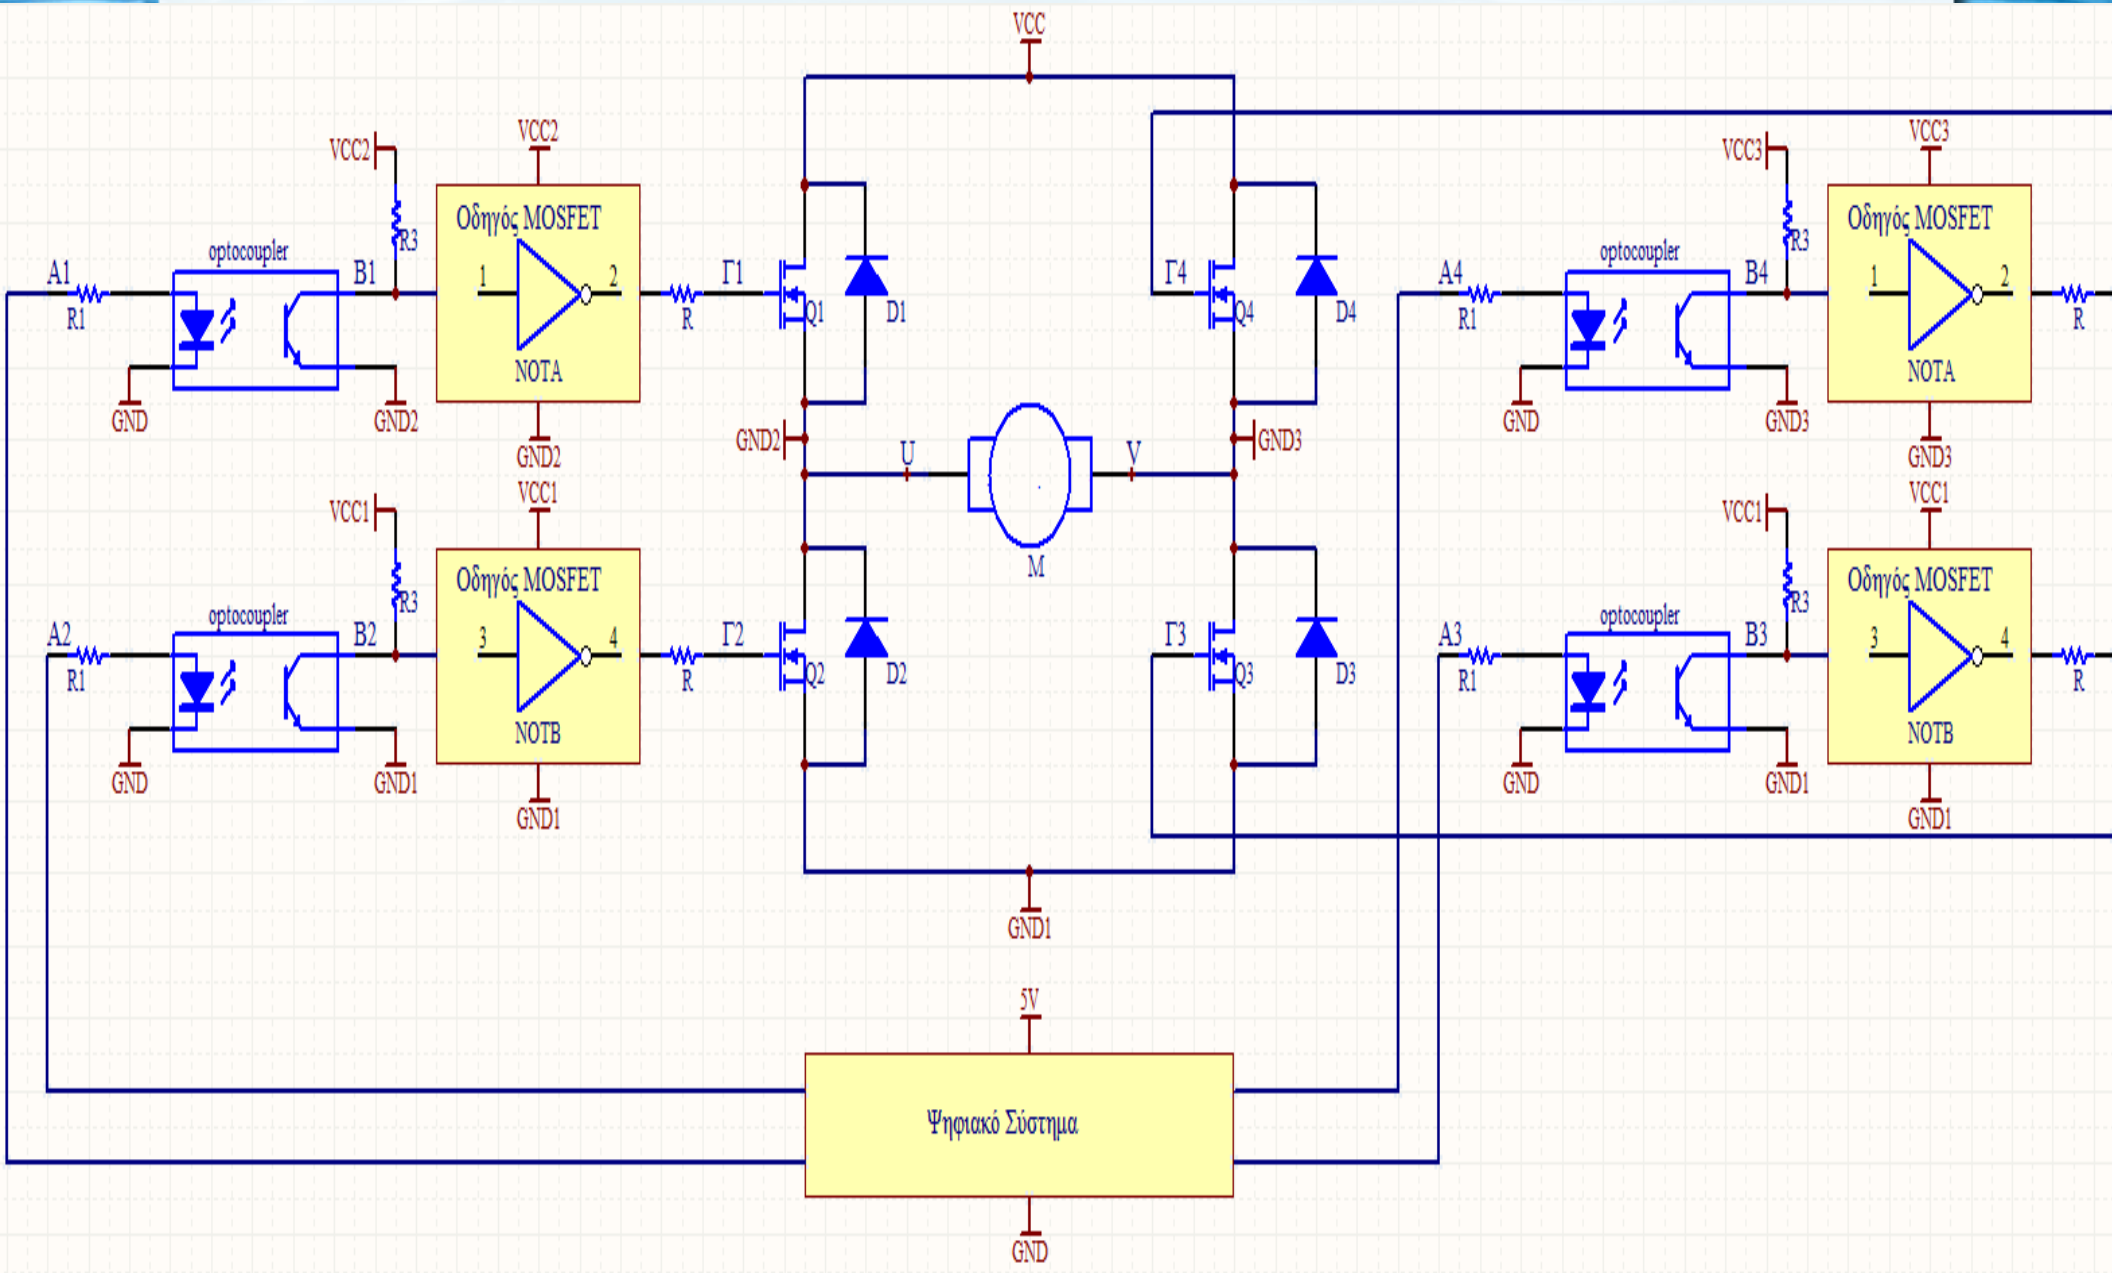 VCC
VCC2
VCC2
VCC3
VCC3
Οδηγός MOSFET
Οδηγός MOSFET
optocoupler
R3
optocoupler
R3
A1
B1
1
2
Γ1
Γ4
A4
B4
1
2
R1
R
Q1
D1
Q4
D4
R1
R
NOTA
NOTA
GND
GND2
GND2
GND3
GND
GND3
GND2
U
V
GND3
VCC1
VCC1
VCC1
VCC1
M
Οδηγός MOSFET
Οδηγός MOSFET
optocoupler
R3
optocoupler
R3
A2
B2
3
4
Γ2
Γ3
A3
B3
3
4
R1
R
Q2
D2
Q3
D3
R1
R
NOTB
NOTB
GND
GND1
GND
GND1
GND1
GND1
GND1
5V
Ψηφιακό Σύστημα
GND